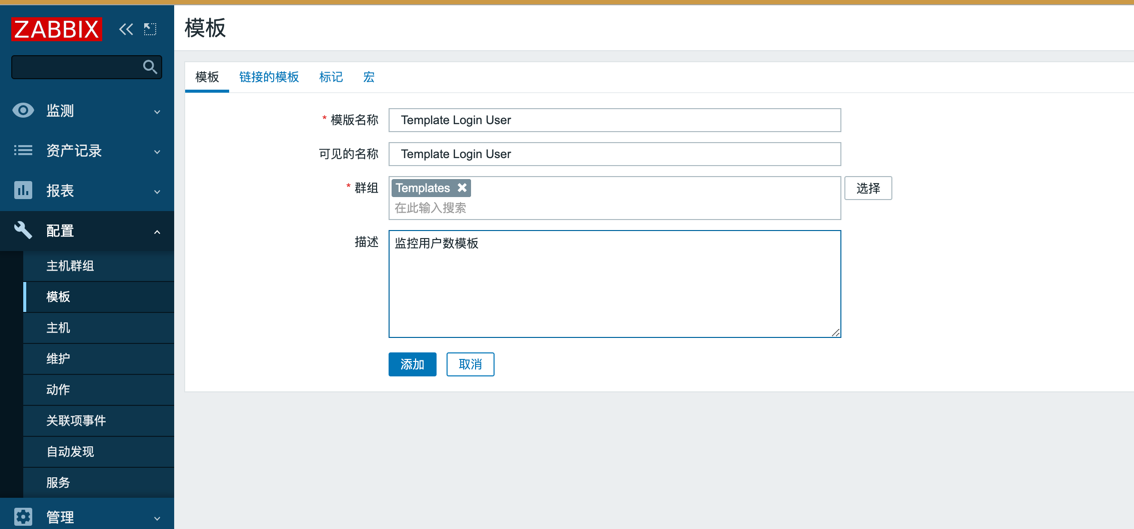 ZABBIX
监测
资产记录
报表
配置
主机群组
模板
主机
维护
动作
关联项事件
自动发现
服务
管理
模板
模板 链接的模板 标记 宏
* 模版名称 Template Login User
可见的名称 Template Login User
* 群组 Templates 选择
在此输入搜索
描述 监控用户数模板
添加 取消